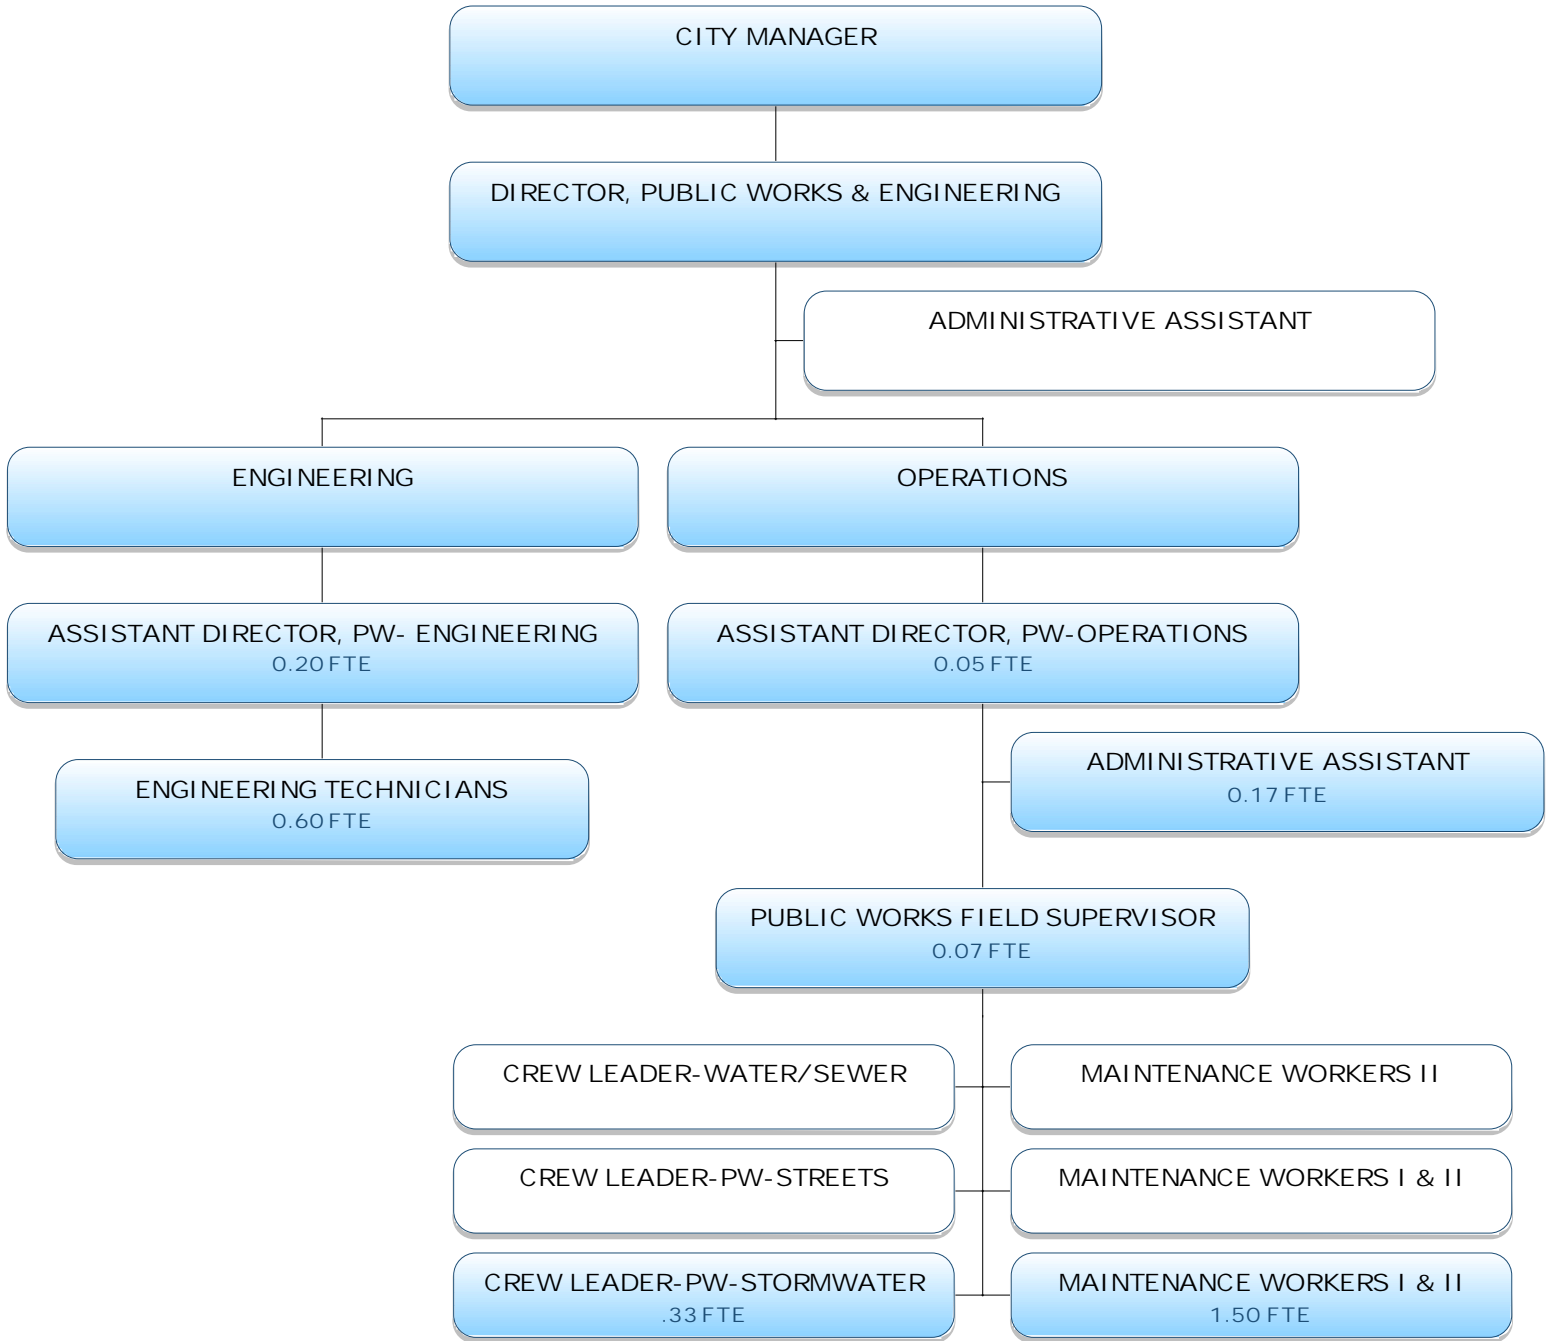 CITY MANAGER
DIRECTOR, PUBLIC WORKS & ENGINEERING
ADMINISTRATIVE ASSISTANT
ENGINEERING
OPERATIONS
ASSISTANT DIRECTOR, PW- ENGINEERING
0.20 FTE
ASSISTANT DIRECTOR, PW-OPERATIONS
0.05 FTE
ENGINEERING TECHNICIANS
0.60 FTE
ADMINISTRATIVE ASSISTANT
0.17 FTE
PUBLIC WORKS FIELD SUPERVISOR
0.07 FTE
CREW LEADER-WATER/SEWER
MAINTENANCE WORKERS II
CREW LEADER-PW-STREETS
MAINTENANCE WORKERS I & II
CREW LEADER-PW-STORMWATER
.33 FTE
MAINTENANCE WORKERS I & II
1.50 FTE